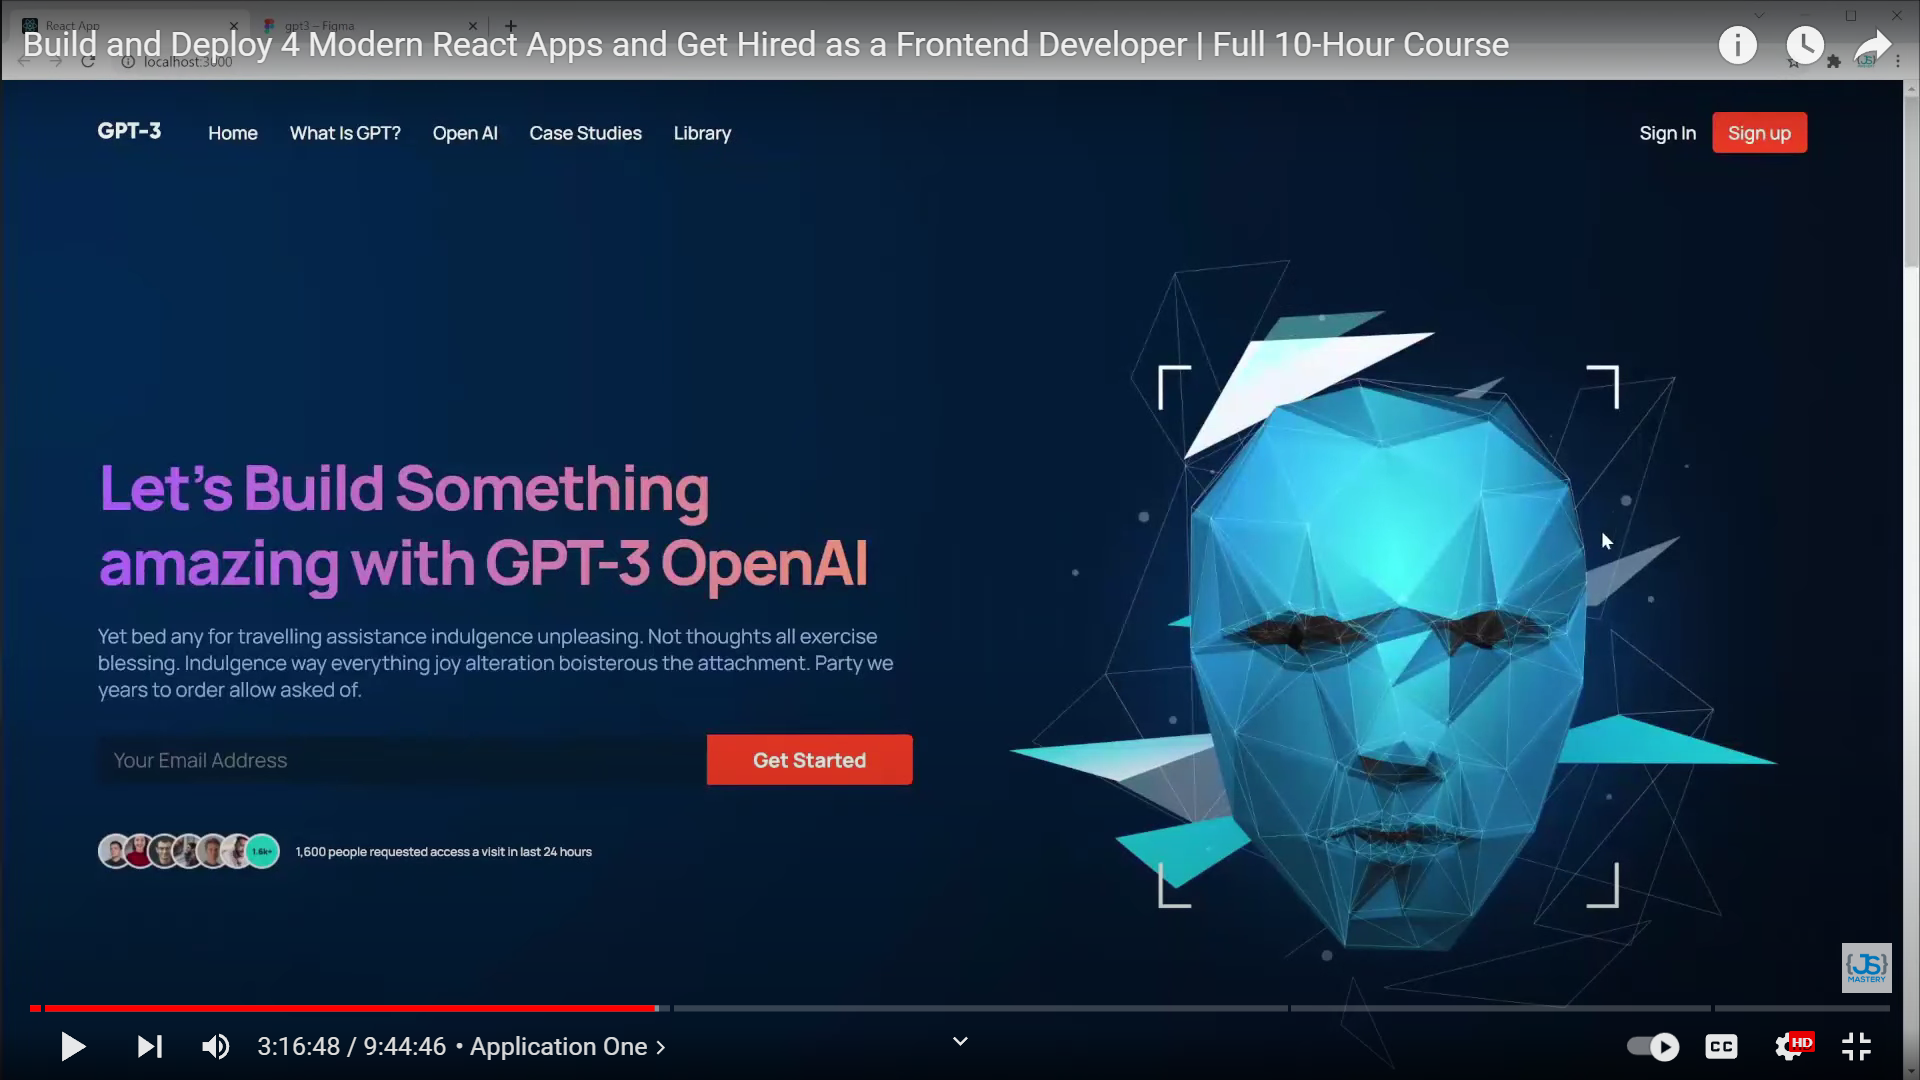 React App
gpt3 – Figma
Build and Deploy 4 Modern React Apps and Get Hired as a Frontend Developer | Full 10-Hour Course
localhost:3000
GPT-3
Home
What Is GPT?
Open AI
Case Studies
Library
Sign In
Sign up
Let’s Build Something
amazing with GPT-3 OpenAI
Yet bed any for travelling assistance indulgence unpleasing. Not thoughts all exercise
blessing. Indulgence way everything joy alteration boisterous the attachment. Party we
years to order allow asked of.
Your Email Address
Get Started
1.6k+
1,600 people requested access a visit in last 24 hours
{JS}
MASTERY
3:16:48 / 9:44:46 • Application One
CC
HD